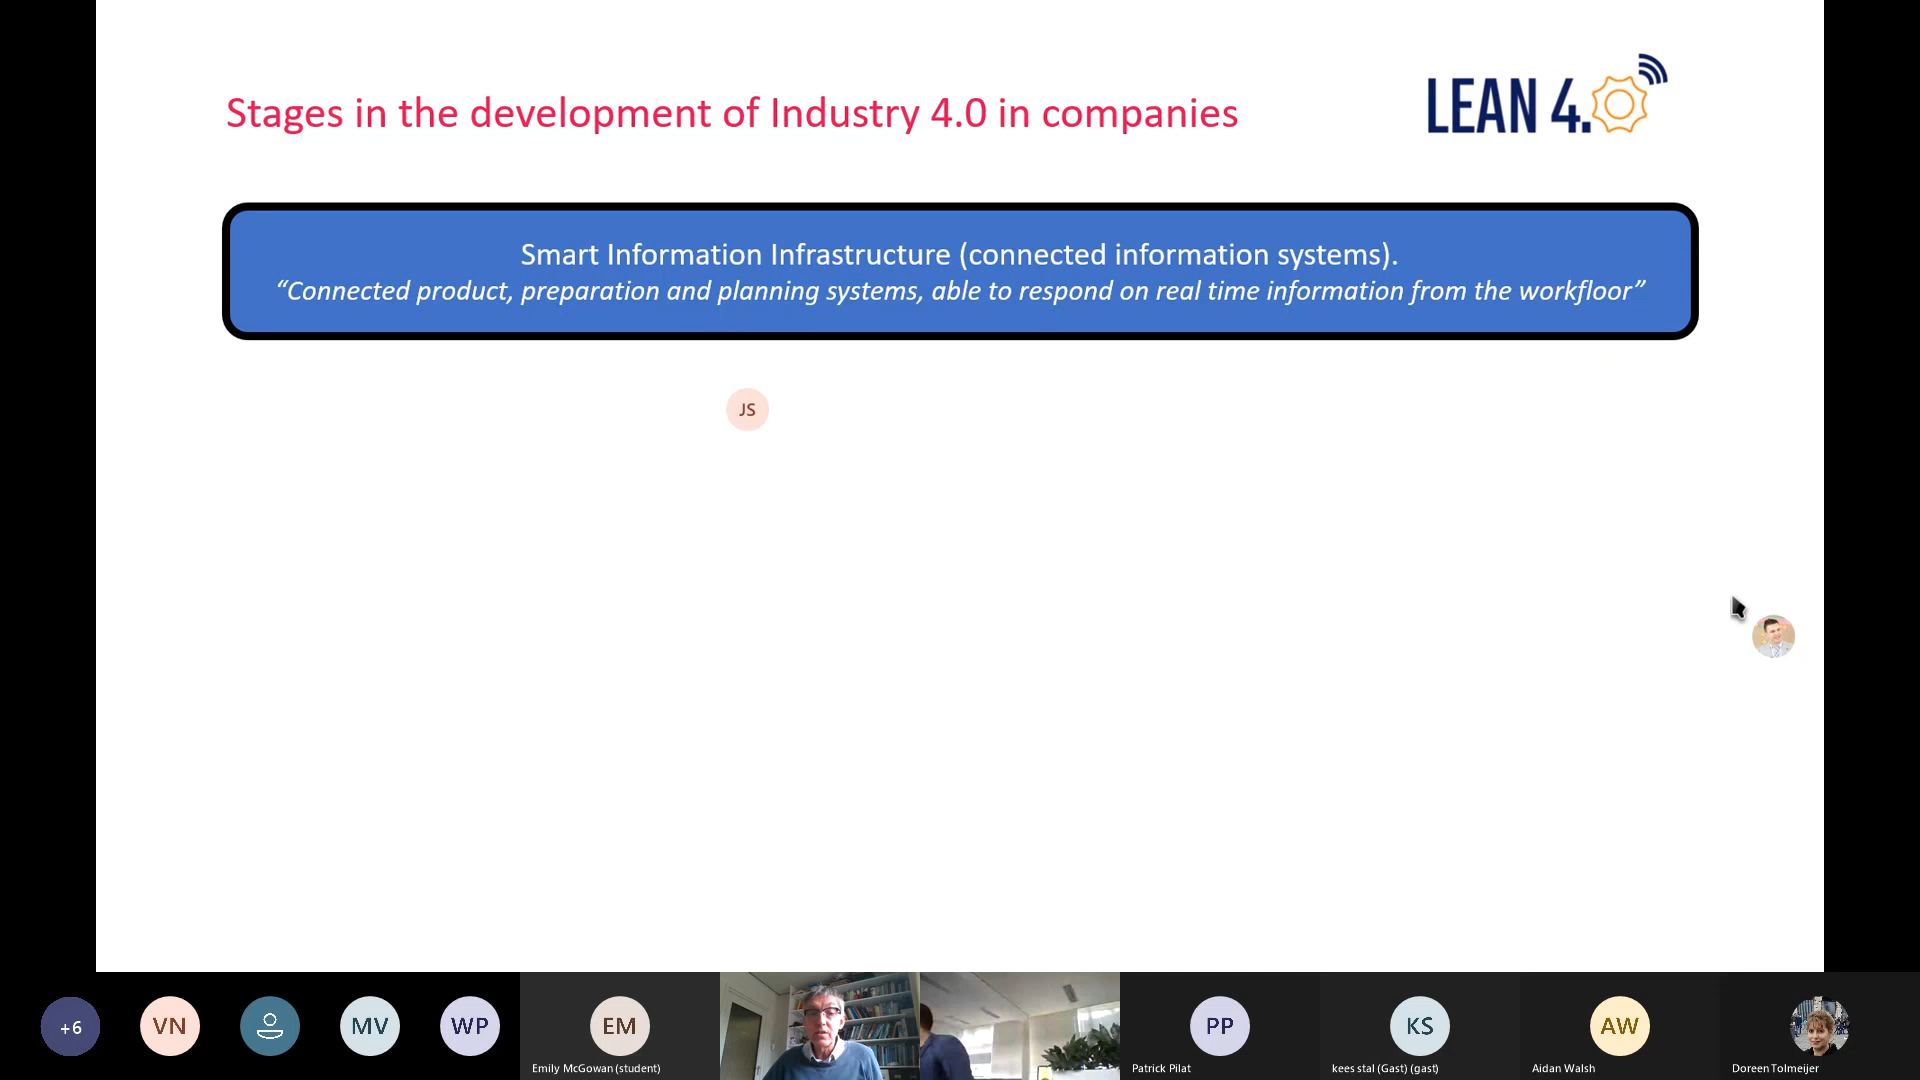 Stages in the development of Industry 4.0 in companies
LEAN 4.0
Smart Information Infrastructure (connected information systems).
“Connected product, preparation and planning systems, able to respond on real time information from the workfloor”
JS
+6
VN
MV
WP
EM
PP
KS
AW
Emily McGowan (student)
Patrick Pilat
kees stal (Gast) (gast)
Aidan Walsh
Doreen Tolmeijer